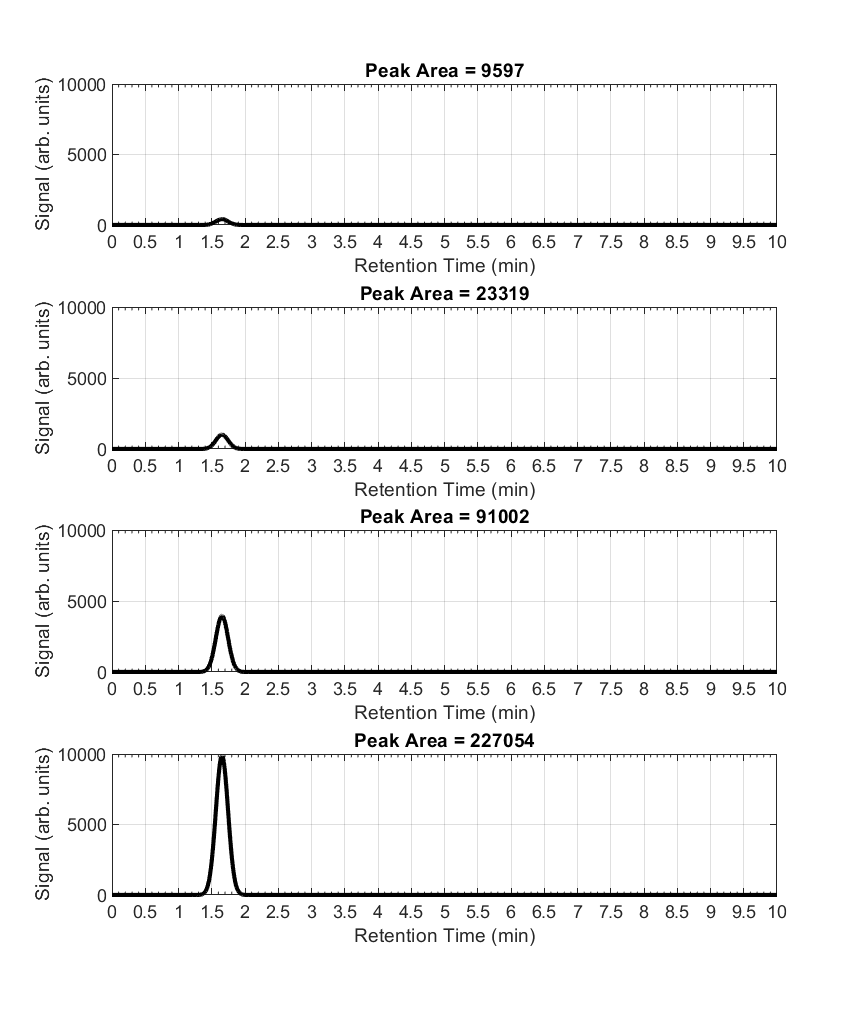 Peak Area = 9597
Signal (arb. units)
10000
5000
0
0 0.5 1 1.5 2 2.5 3 3.5 4 4.5 5 5.5 6 6.5 7 7.5 8 8.5 9 9.5 10
Retention Time (min)
Peak Area = 23319
Signal (arb. units)
10000
5000
0
0 0.5 1 1.5 2 2.5 3 3.5 4 4.5 5 5.5 6 6.5 7 7.5 8 8.5 9 9.5 10
Retention Time (min)
Peak Area = 91002
Signal (arb. units)
10000
5000
0
0 0.5 1 1.5 2 2.5 3 3.5 4 4.5 5 5.5 6 6.5 7 7.5 8 8.5 9 9.5 10
Retention Time (min)
Peak Area = 227054
Signal (arb. units)
10000
5000
0
0 0.5 1 1.5 2 2.5 3 3.5 4 4.5 5 5.5 6 6.5 7 7.5 8 8.5 9 9.5 10
Retention Time (min)